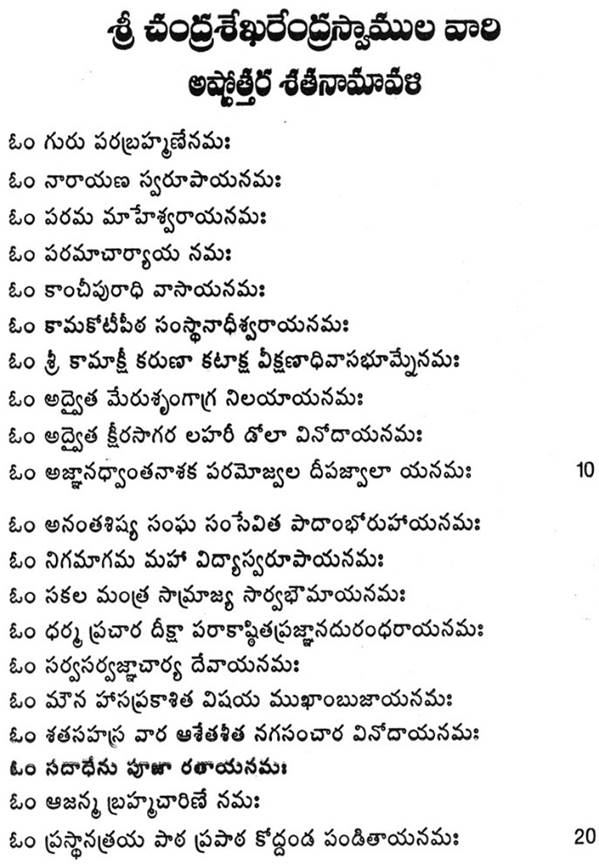 శ్రీ చంద్రశేఖరేంద్రస్వాముల వారి
అష్టోత్తర శతనామావళి
ఓం గురు పరబ్రహ్మణేనమః
ఓం నారాయణ స్వరూపాయనమః
ఓం పరమ మాహేశ్వరాయనమః
ఓం పరమాచార్యాయ నమః
ఓం కాంచీపురాధి వాసాయనమః
ఓం కామకోటిపీఠ సంస్థానాధీశ్వరాయనమః
ఓం శ్రీ కామాక్షీ కరుణా కటాక్ష వీక్షణాధివాసభూమ్నేనమః
ఓం అద్వైత మేరుశృంగాగ్ర నిలయాయనమః
ఓం అద్వైత క్షీరసాగర లహరీ డోలా వినోదాయనమః
ఓం అజ్ఞానధ్వాంతనాశక పరమోజ్వల దీపజ్వాలా యనమః 10
ఓం అనంతశిష్య సంఘ సంసేవిత పాదాంభోరుహాయనమః
ఓం నిగమాగమ మహా విద్యాస్వరూపాయనమః
ఓం సకల మంత్ర సామ్రాజ్య సార్వభౌమాయనమః
ఓం ధర్మ ప్రచార దీక్షా పరాకాష్ఠితప్రజ్ఞానదురంధరాయనమః
ఓం సర్వసర్వజ్ఞాచార్య దేవాయనమః
ఓం మౌన హాసప్రకాశిత విషయ ముఖాంబుజాయనమః
ఓం శతసహస్ర వార ఆశేతశీత నగసంచార వినోదాయనమః
ఓం సదాధేను పూజా రతాయనమః
ఓం ఆజన్మ బ్రహ్మచారిణే నమః
ఓం ప్రస్థానత్రయ పాఠ ప్రపాఠ కోద్దండ పండితాయనమః 20